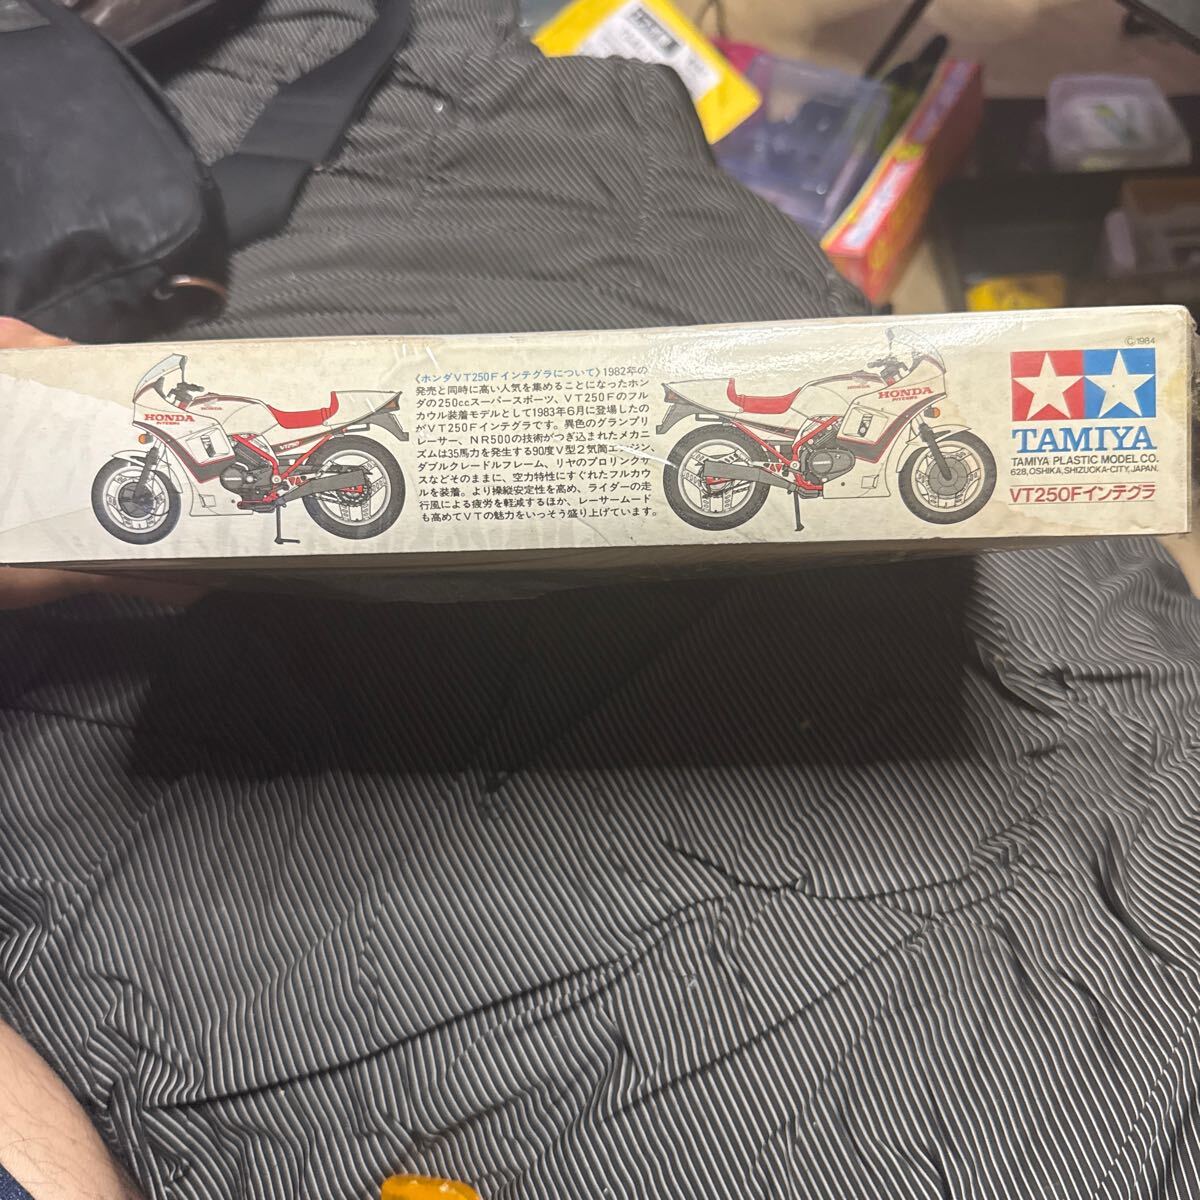 HONDA
INTEGRA
HONDA
VT250
《ホンダVT250Fインテグラについて》1982年の
発売と同時に高い人気を集めることになったホン
ダの250ccスーパースポーツ、VT250Fのフル
カウル装着モデルとして1983年6月に登場したの
がVT250Fインテグラです。異色のグランプリ
レーサー、NR500の技術がつぎ込まれたメカニ
ズムは35馬力を発生する90度V型2気筒エンジン、
ダブルクレードルフレーム、リヤのプロリンクサ
スなどそのままに、空力特性にすぐれたフルカウ
ルを装着。より操縦安定性を高め、ライダーの走
行風による疲労を軽減するほか、レーサームード
も高めてVTの魅力をいっそう盛り上げています。
HONDA
INTEGRA
©1984
TAMIYA
TAMIYA PLASTIC MODEL CO.
628, OSHIKA, SHIZUOKA-CITY, JAPAN.
VT250Fインテグラ